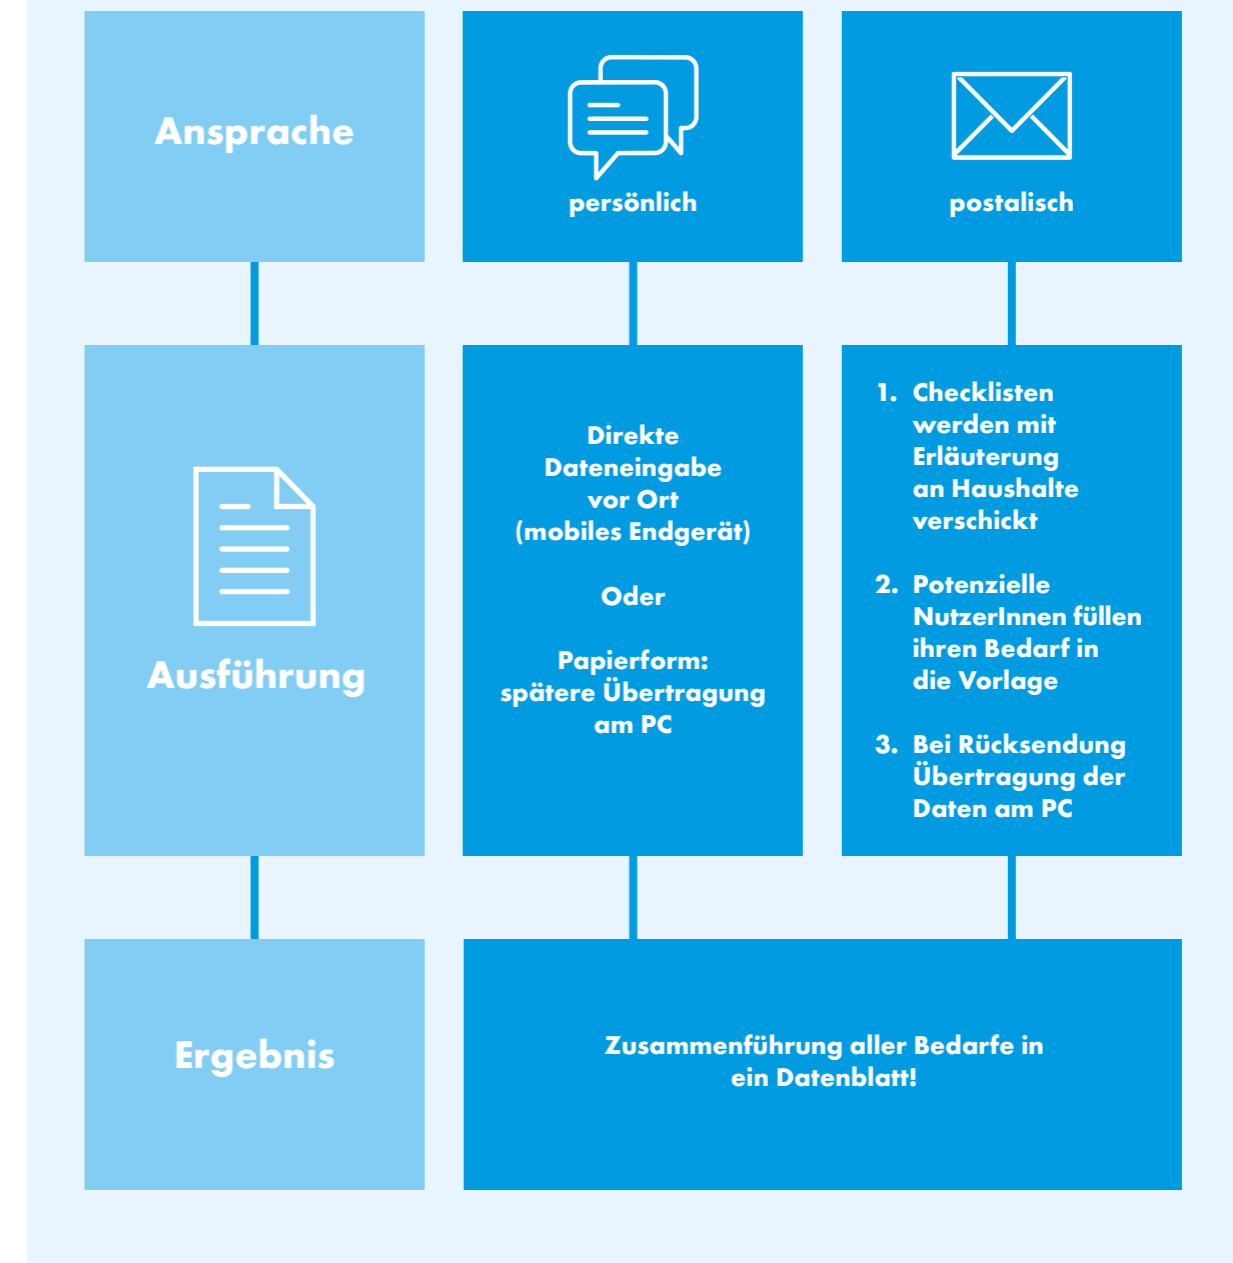 Ansprache
persönlich
postalisch
Ausführung
Direkte
Dateneingabe
vor Ort
(mobiles Endgerät)
Oder
Papierform:
spätere Übertragung
am PC
1. Checklisten
werden mit
Erläuterung
an Haushalte
verschickt
2. Potenzielle
NutzerInnen füllen
ihren Bedarf in
die Vorlage
3. Bei Rücksendung
Übertragung der
Daten am PC
Ergebnis
Zusammenführung aller Bedarfe in
ein Datenblatt!